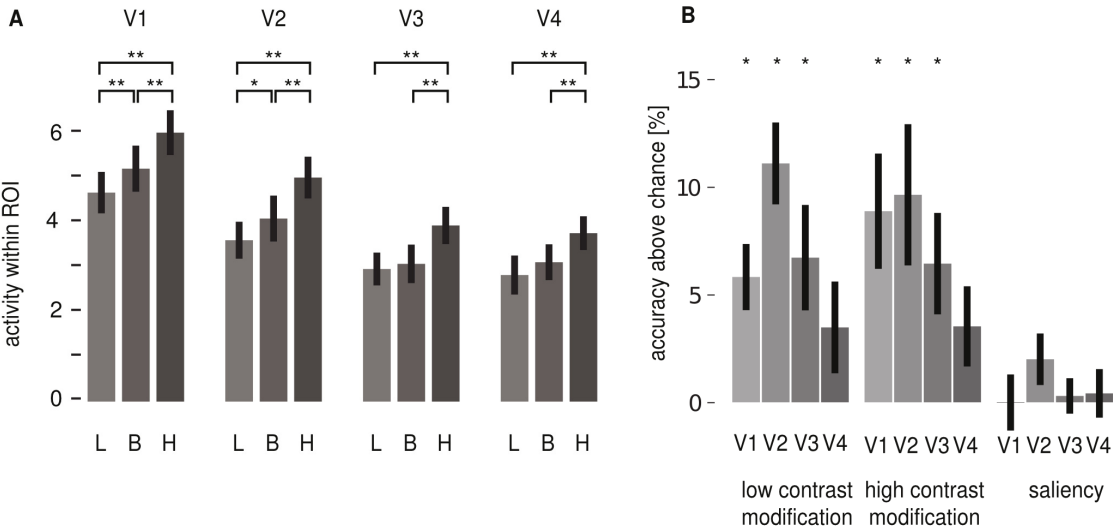 A
V1 V2 V3 V4
** ** ** **
** ** * ** ** **
activity within ROI
6
4
2
0
L B H L B H L B H L B H
B
* * * * * *
accuracy above chance [%]
15
10
5
0
V1 V2 V3 V4 V1 V2 V3 V4 V1 V2 V3 V4
low contrast modification
high contrast modification
saliency